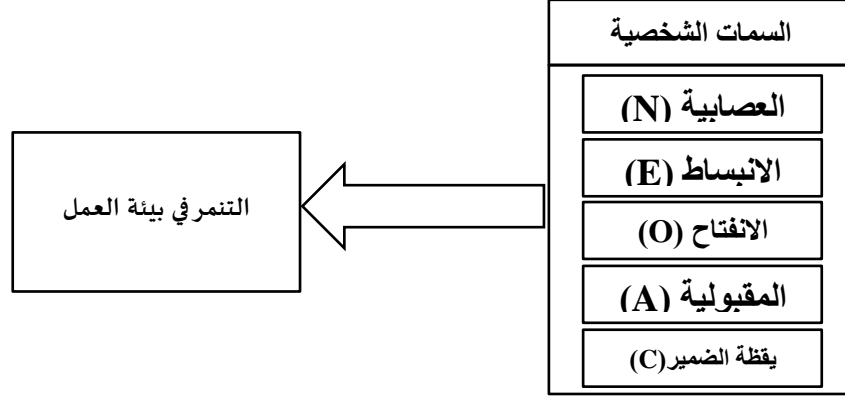 السمات الشخصية
العصابية (N)
الانبساط (E)
الانفتاح (O)
المقبولية (A)
يقظة الضمير(C)
التنمر في بيئة العمل